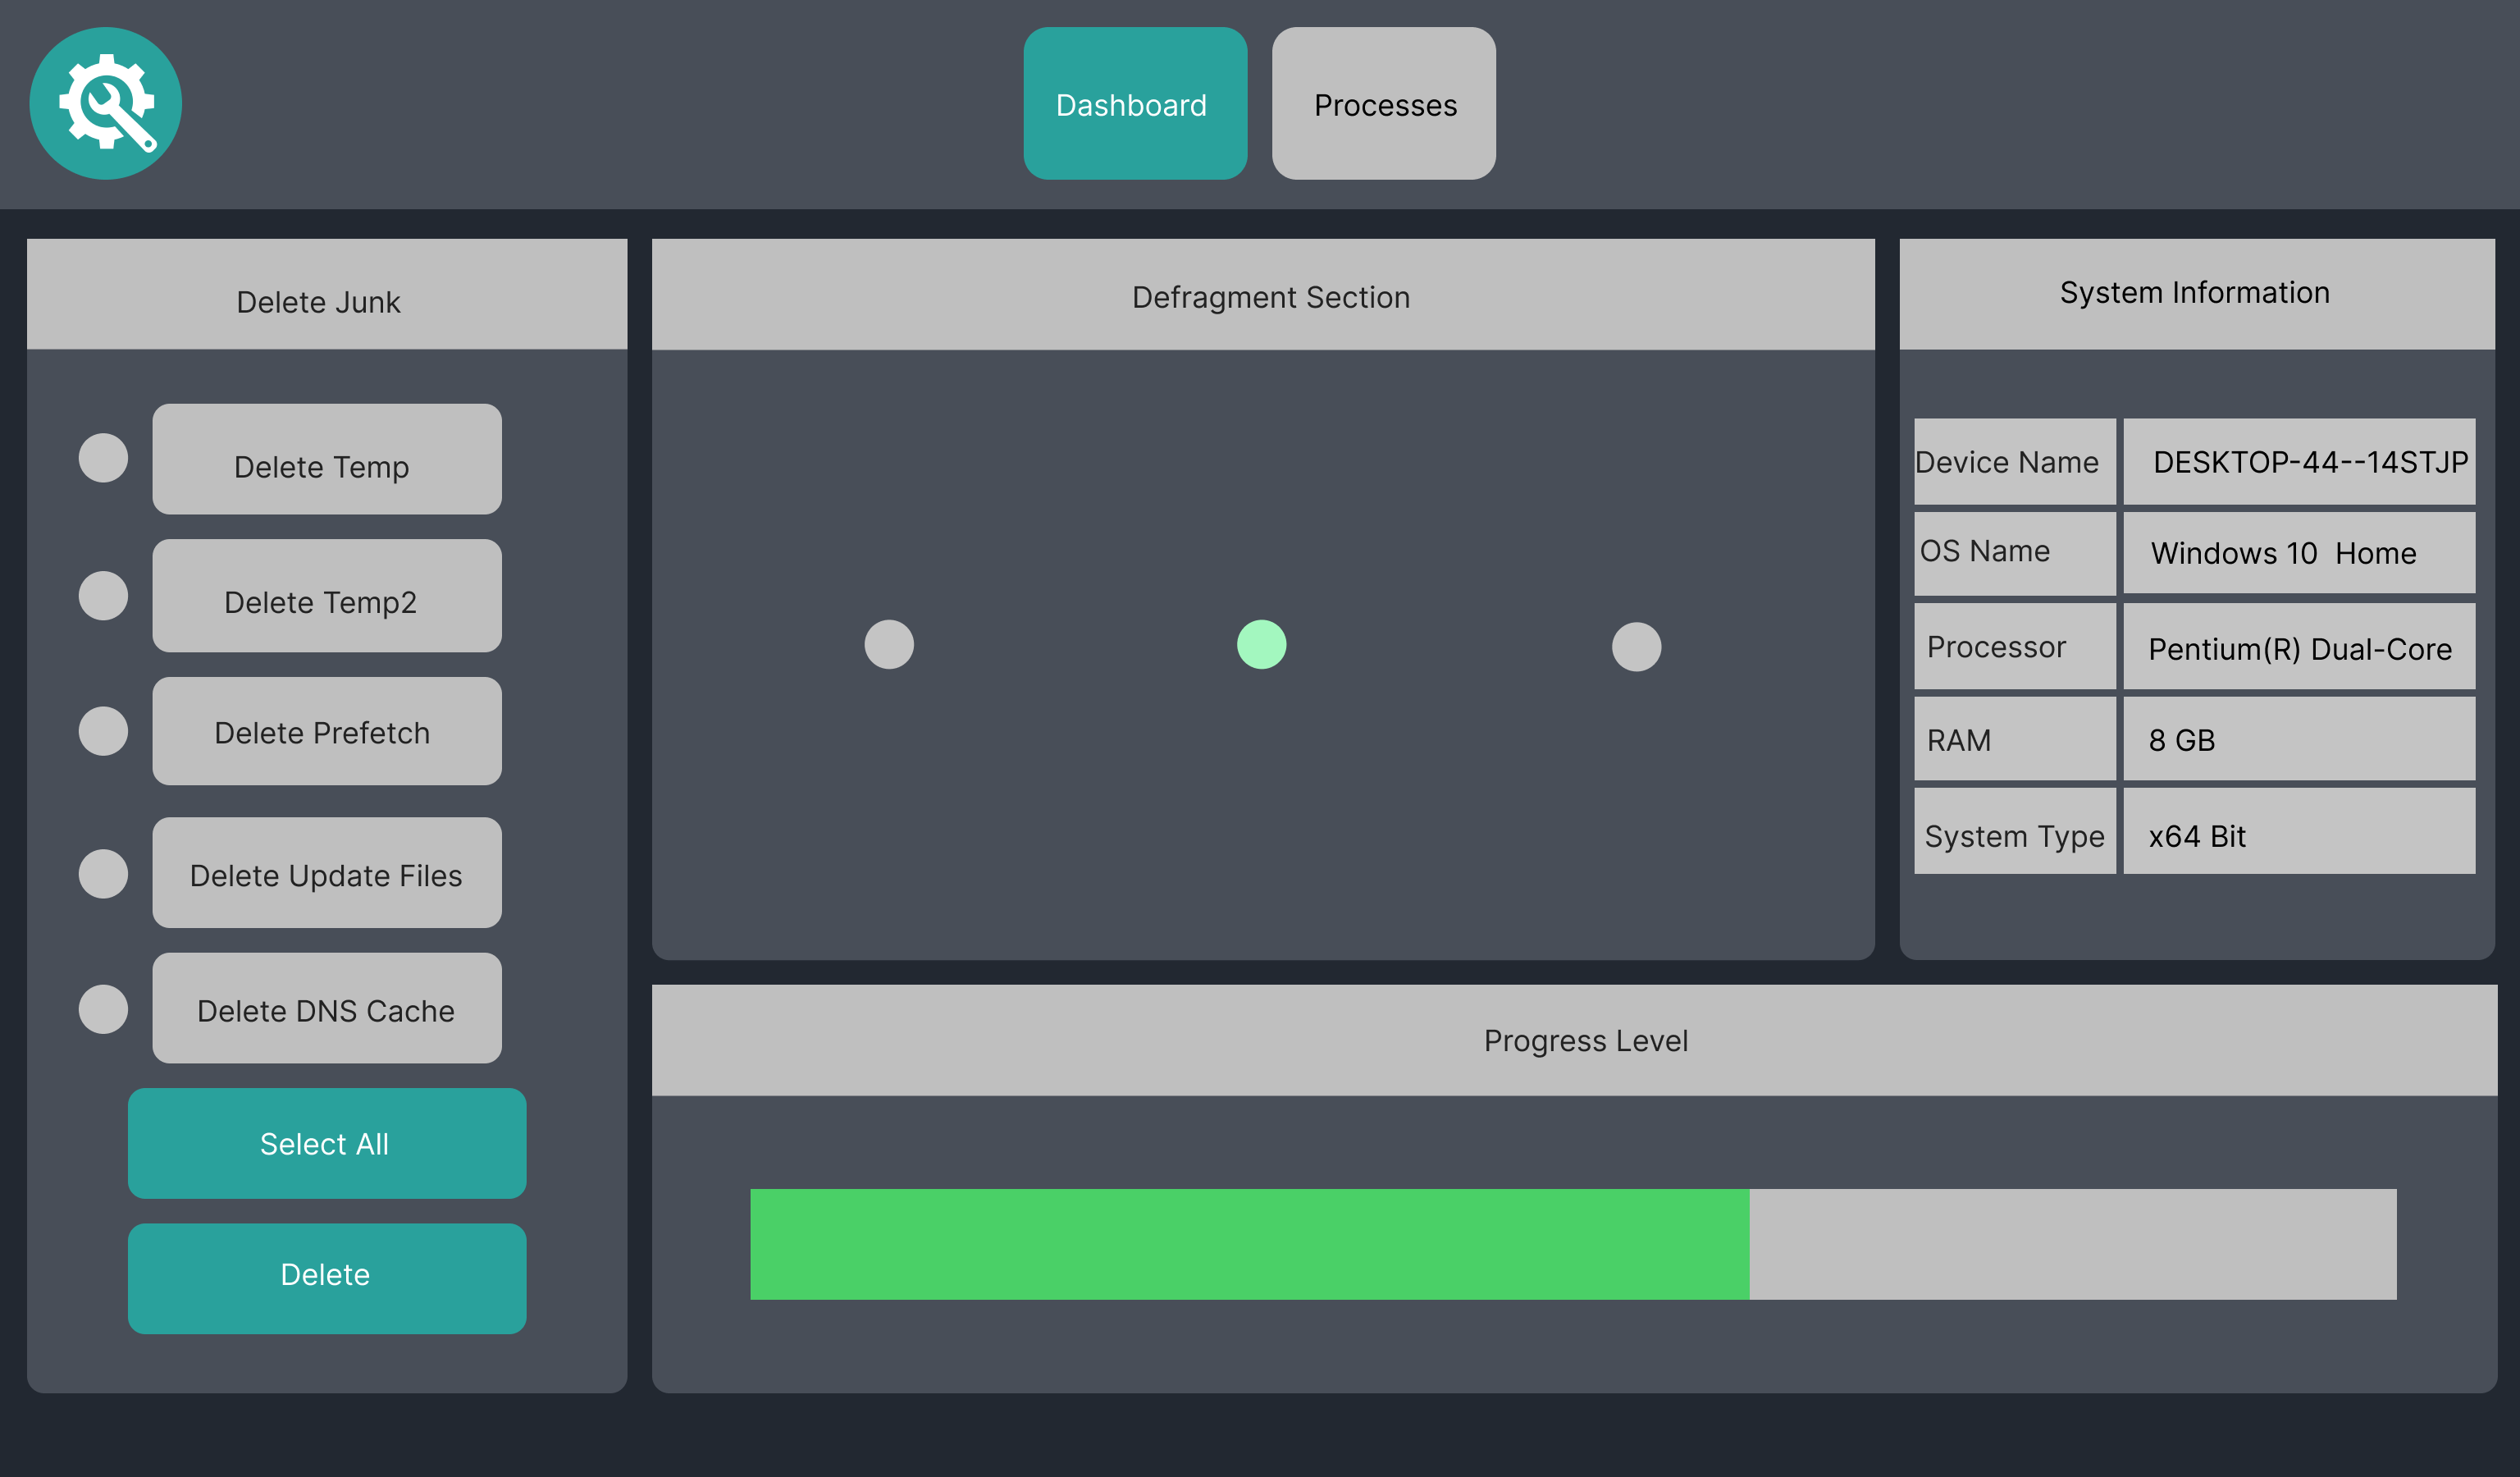 Dashboard
Processes
Delete Junk
Delete Temp
Delete Temp2
Delete Prefetch
Delete Update Files
Delete DNS Cache
Select All
Delete
Defragment Section
System Information
Device Name DESKTOP-44--14STJP
OS Name Windows 10 Home
Processor Pentium(R) Dual-Core
RAM 8 GB
System Type x64 Bit
Progress Level